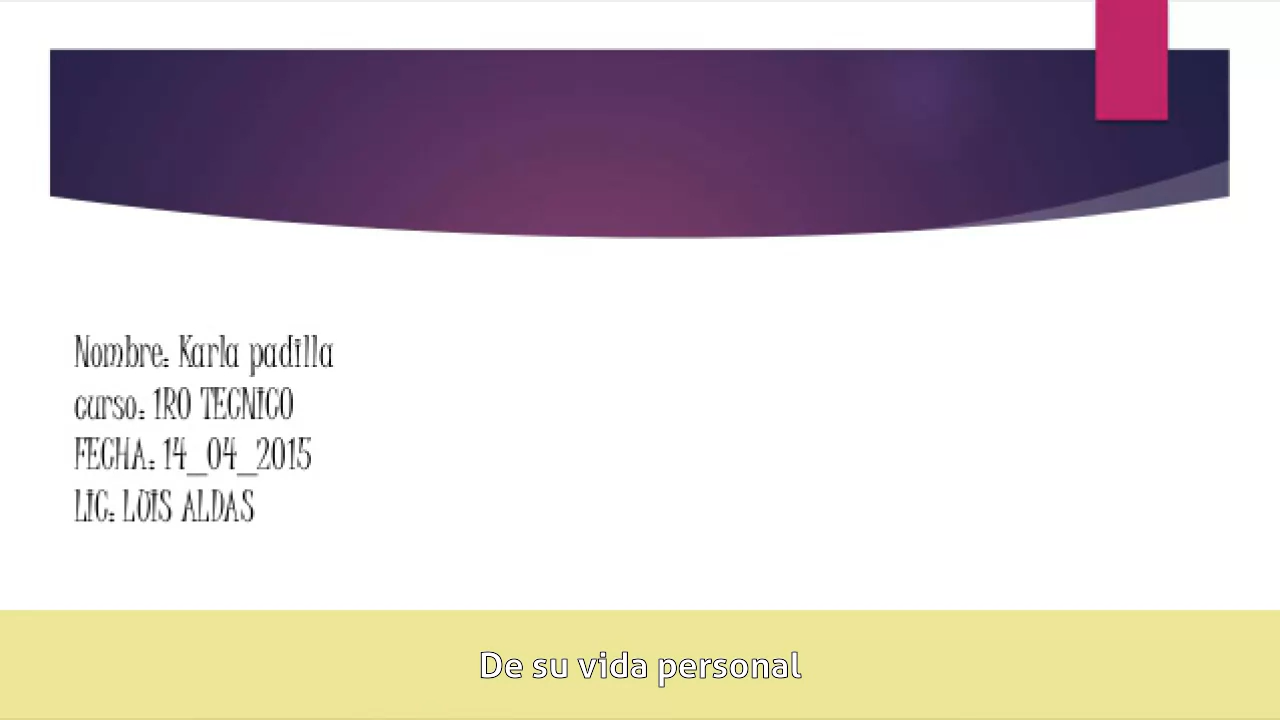 Nombre: Karla padilla
curso: 1RO TECNICO
FECHA: 14_04_2015
LIC: LUIS ALDAS
De su vida personal